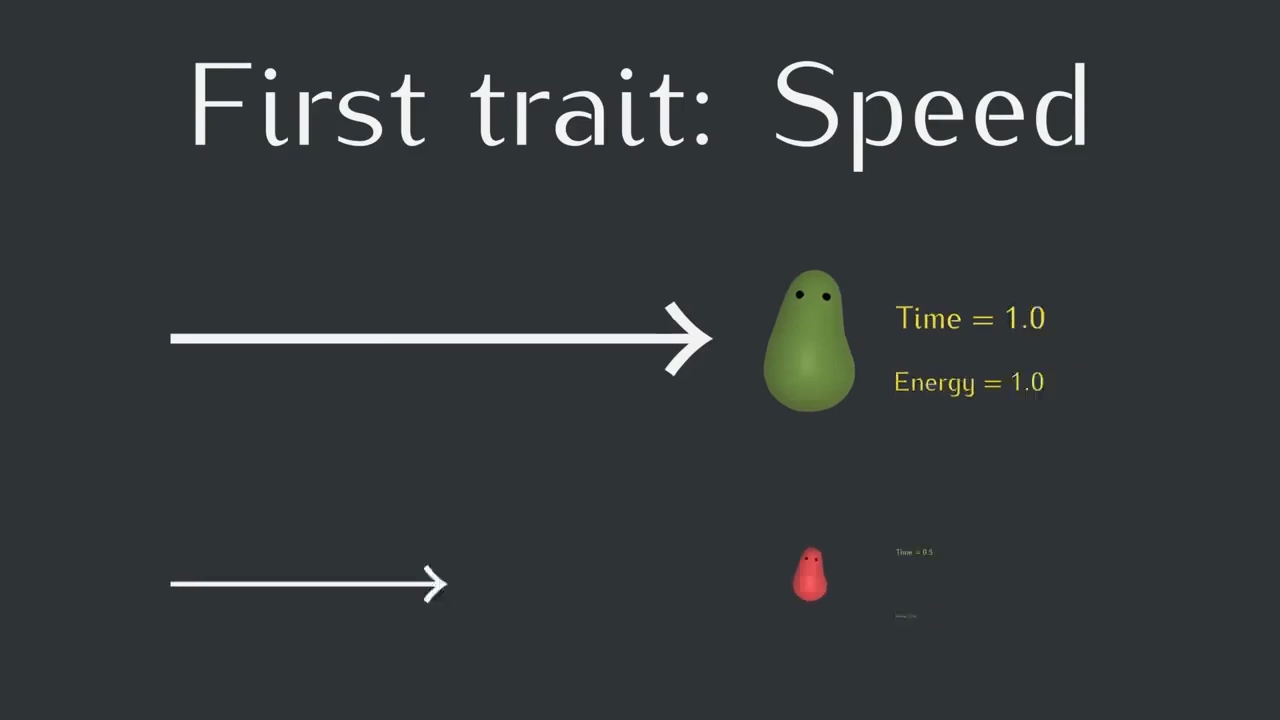 First trait: Speed
Time = 1.0
Energy = 1.0
Time = 0.5